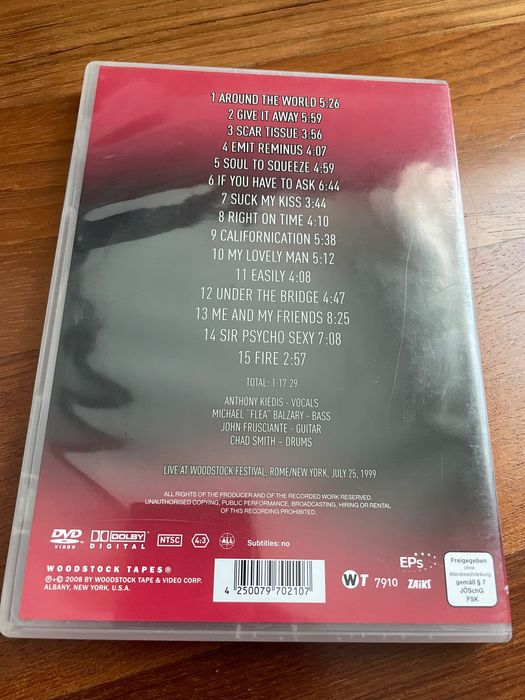 1 AROUND THE WORLD 5:26
2 GIVE IT AWAY 5:59
3 SCAR TISSUE 3:56
4 EMIT REMINUS 4:07
5 SOUL TO SQUEEZE 4:59
6 IF YOU HAVE TO ASK 6:44
7 SUCK MY KISS 3:44
8 RIGHT ON TIME 4:10
9 CALIFORNICATION 5:38
10 MY LOVELY MAN 5:12
11 EASILY 4:08
12 UNDER THE BRIDGE 4:47
13 ME AND MY FRIENDS 8:25
14 SIR PSYCHO SEXY 7:08
15 FIRE 2:57
TOTAL: 1:17:29
ANTHONY KIEDIS - VOCALS
MICHAEL "FLEA" BALZARY - BASS
JOHN FRUSCIANTE - GUITAR
CHAD SMITH – DRUMS
LIVE AT WOODSTOCK FESTIVAL, ROME/NEW YORK, JULY 25, 1999
ALL RIGHTS OF THE PRODUCER AND OF THE RECORDED WORK RESERVED.
UNAUTHORISED COPYING, PUBLIC PERFORMANCE, BROADCASTING, HIRING OR RENTAL
OF THIS RECORDING PROHIBITED.
DVD VIDEO DOLBY DIGITAL NTSC 4:3 ALL Subtitles: no
WOODSTOCK TAPES®
℗+© 2008 BY WOODSTOCK TAPE & VIDEO CORP.
ALBANY, NEW YORK, U.S.A.
4 250079 702107
WT 7910
EPs
ZAiKS
Freigegeben
ohne
Altersbeschränkung
gemäß § 7
JÖSchG
FSK